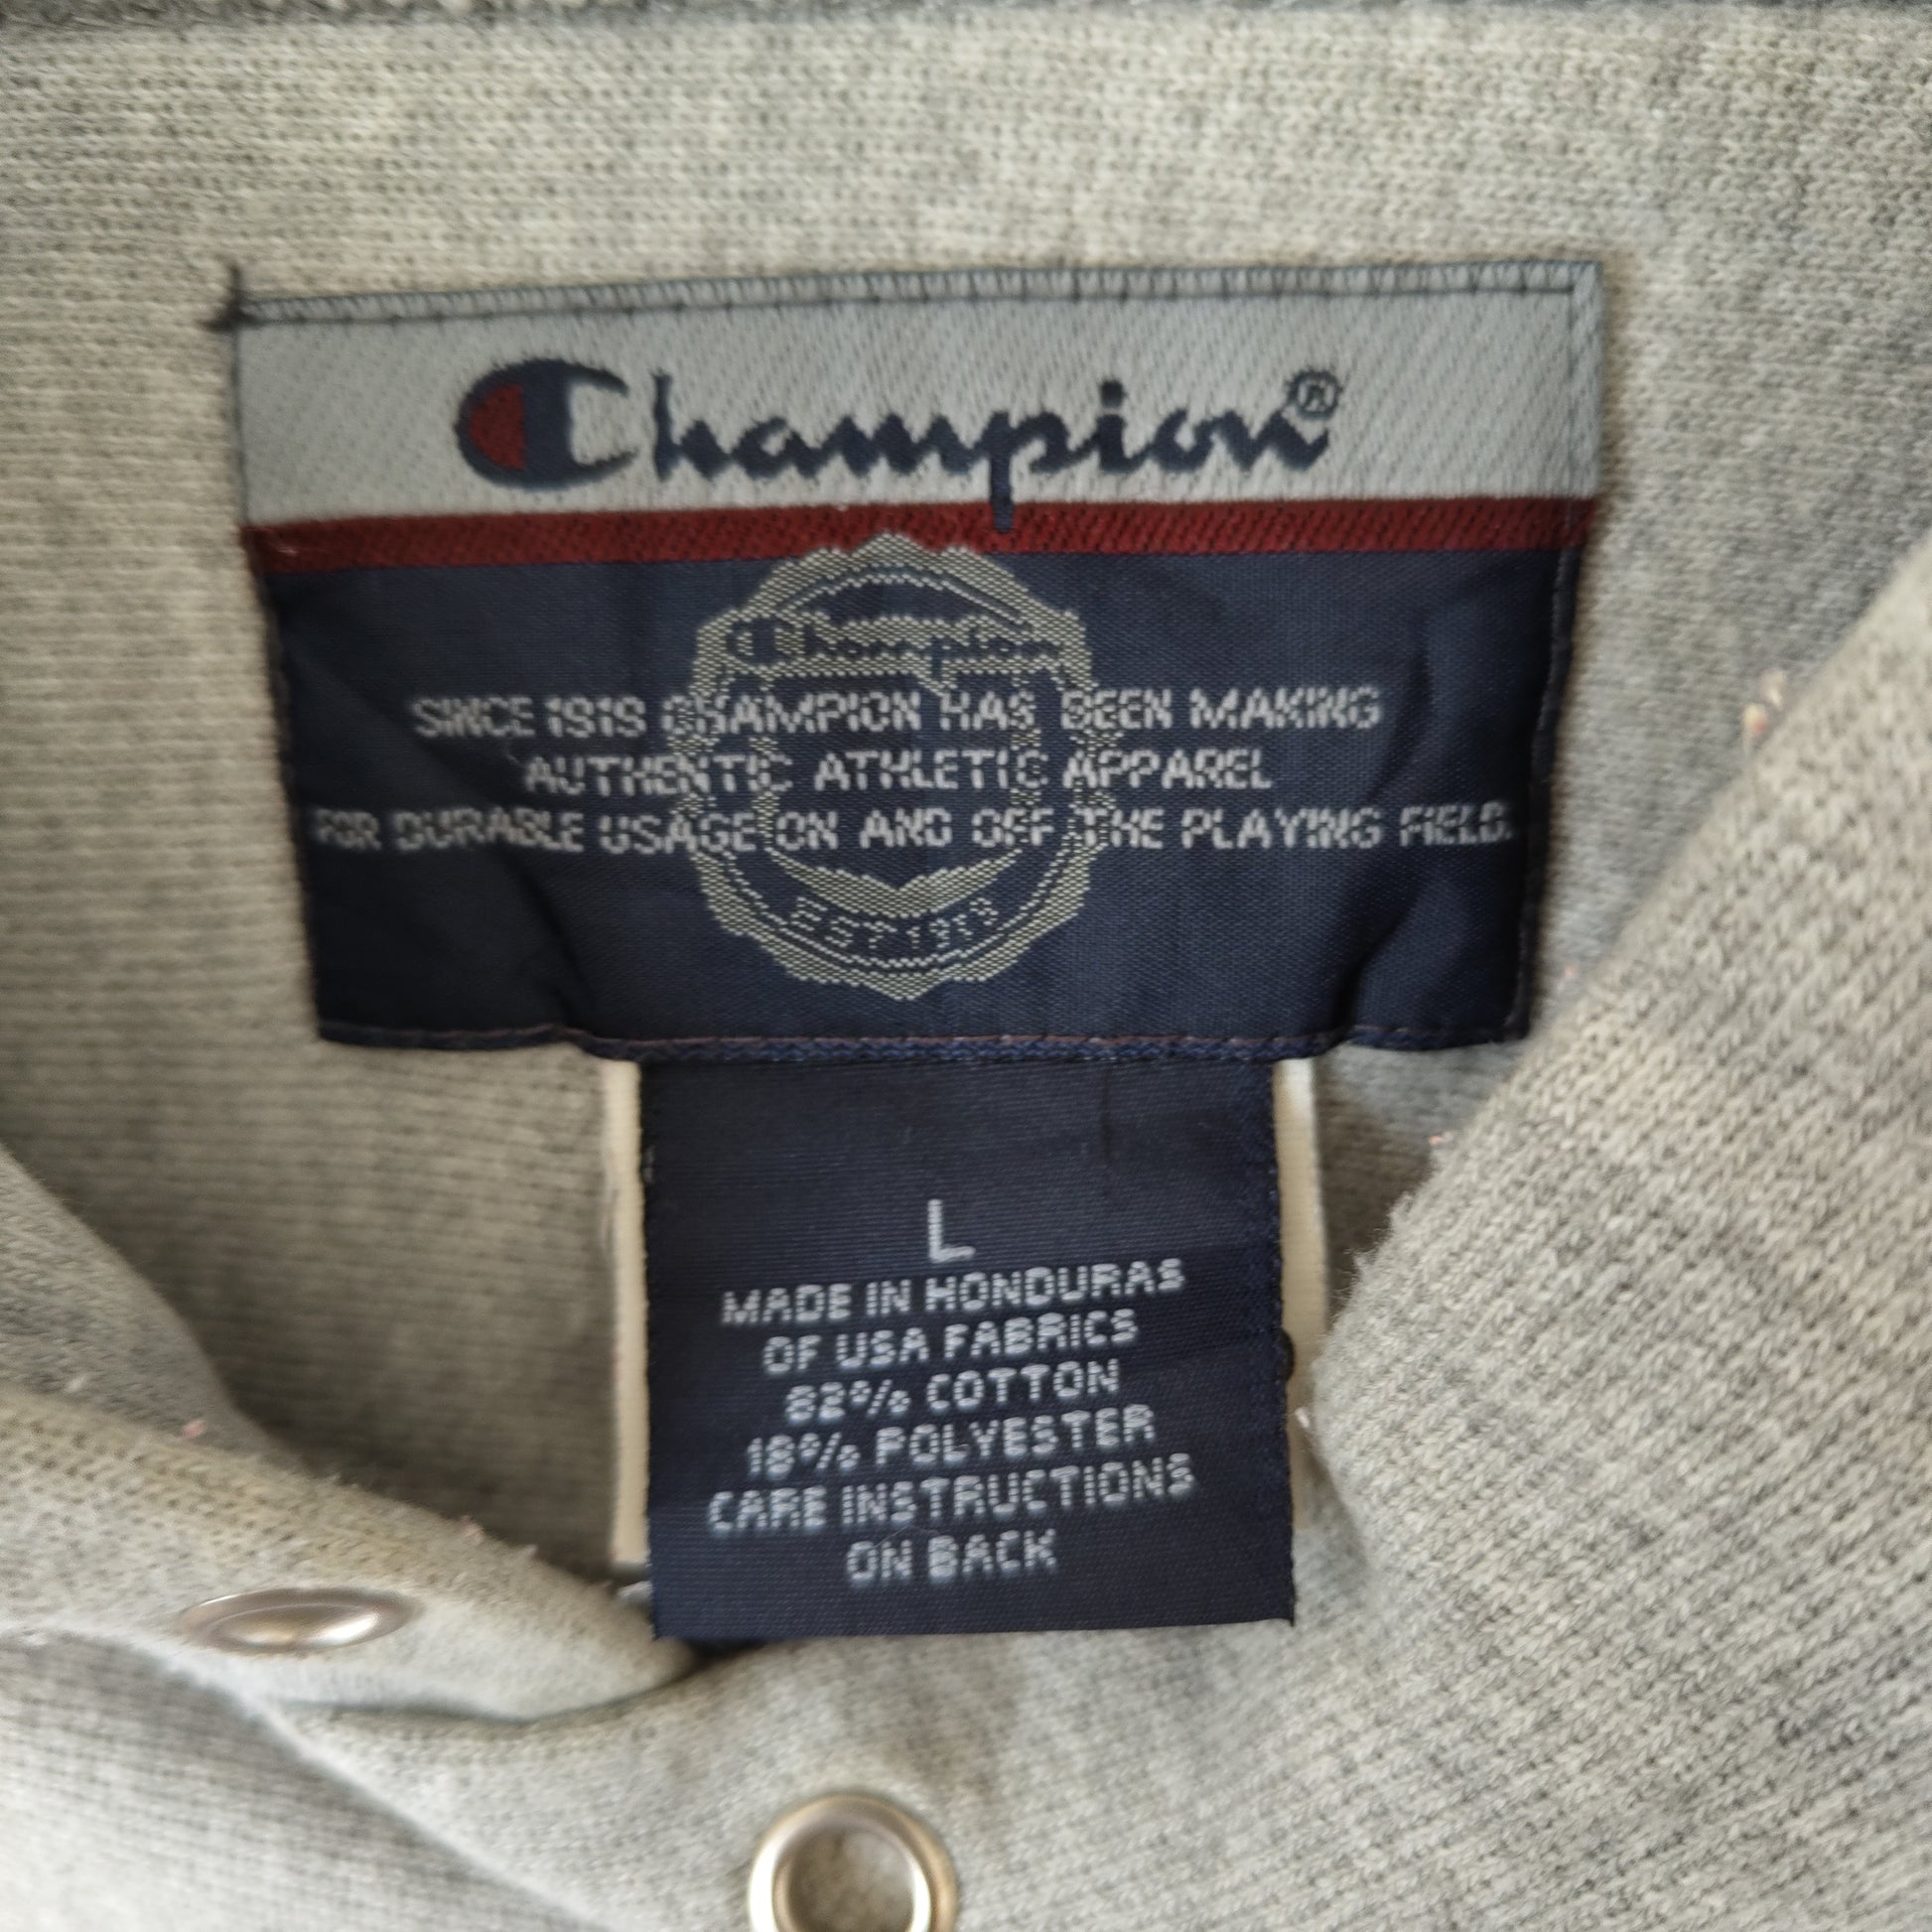 Champion®
Champion
SINCE 1919 CHAMPION HAS BEEN MAKING
AUTHENTIC ATHLETIC APPAREL
FOR DURABLE USAGE ON AND OFF THE PLAYING FIELD.
EST 1919
L
MADE IN HONDURAS
OF USA FABRICS
82% COTTON
18% POLYESTER
CARE INSTRUCTIONS
ON BACK